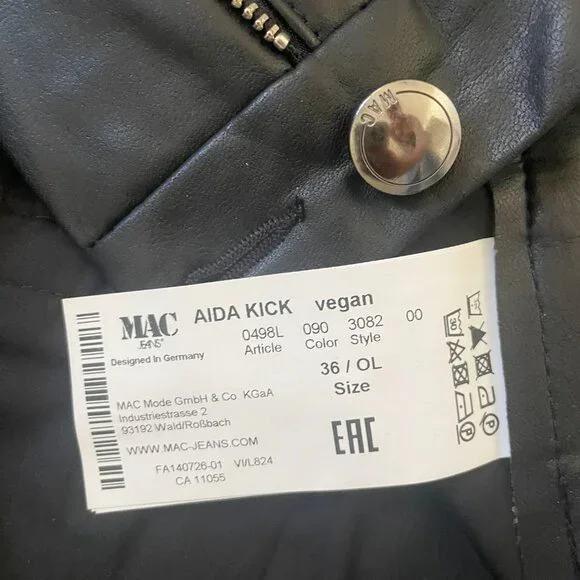 MAC
MAC
JEANS
Designed In Germany
AIDA KICK vegan
0498L 090 3082 00
Article Color Style
36 / OL
Size
MAC Mode GmbH & Co KGaA
Industriestrasse 2
93192 Wald/Roßbach
WWW.MAC-JEANS.COM
FA140726-01 VI/L824
CA 11055
EAC
30